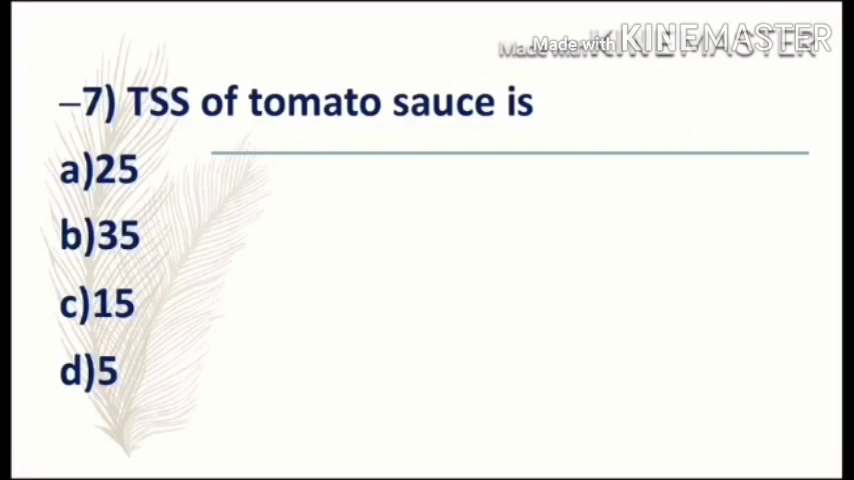 Made with KINEMASTER
–7) TSS of tomato sauce is
a)25
b)35
c)15
d)5